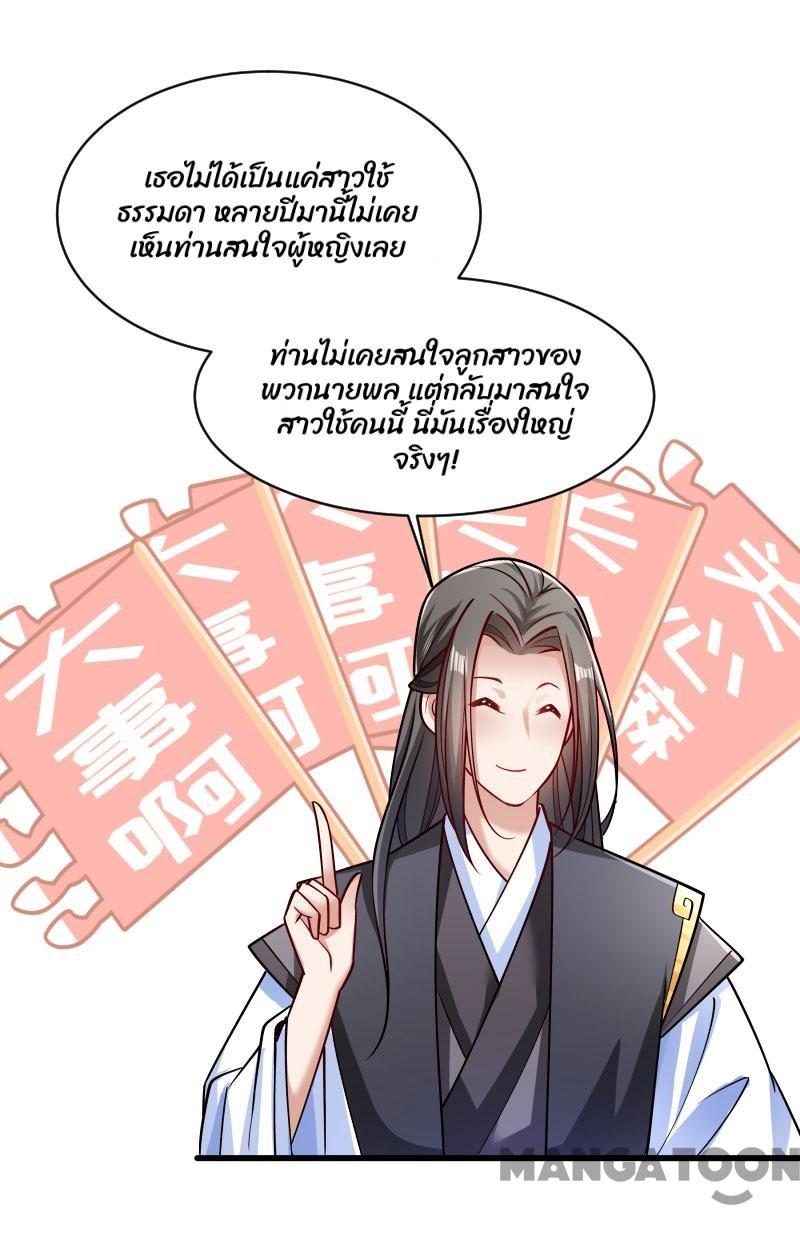 เธอไม่ได้เป็นแค่สาวใช้
ธรรมดา หลายปีมานี้ไม่เคย
เห็นท่านสนใจผู้หญิงเลย
ท่านไม่เคยสนใจลูกสาวของ
พวกนายพล แต่กลับมาสนใจ
สาวใช้คนนี้ นี่มันเรื่องใหญ่
จริงๆ!
大事啊
大事啊
大事啊
关心
MANGATOON